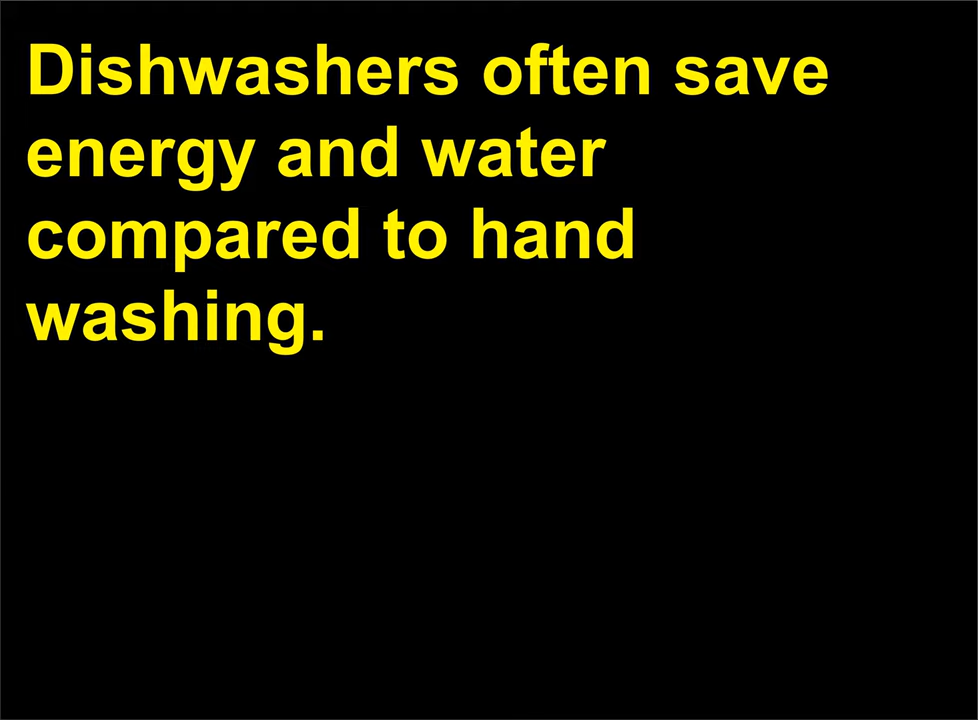 Dishwashers often save
energy and water
compared to hand
washing.